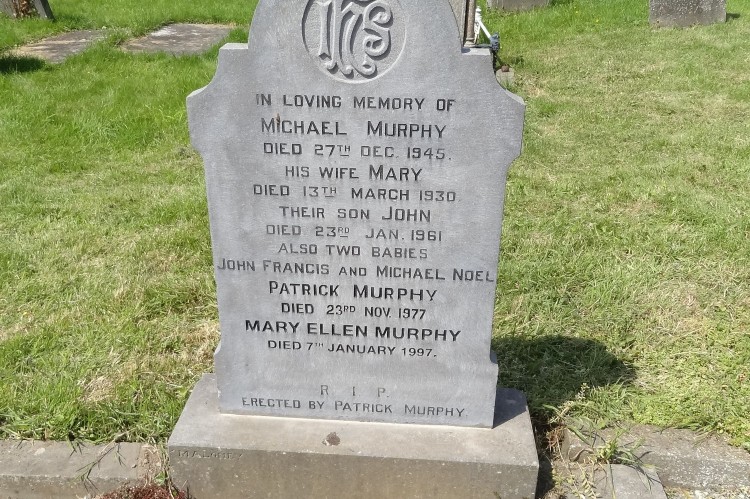 IHS
IN LOVING MEMORY OF
MICHAEL MURPHY
DIED 27TH DEC. 1945.
HIS WIFE MARY
DIED 13TH MARCH 1930
THEIR SON JOHN
DIED 23RD JAN. 1961
ALSO TWO BABIES
JOHN FRANCIS AND MICHAEL NOEL
PATRICK MURPHY
DIED 23RD NOV. 1977
MARY ELLEN MURPHY
DIED 7TH JANUARY 1997.
R I P.
ERECTED BY PATRICK MURPHY